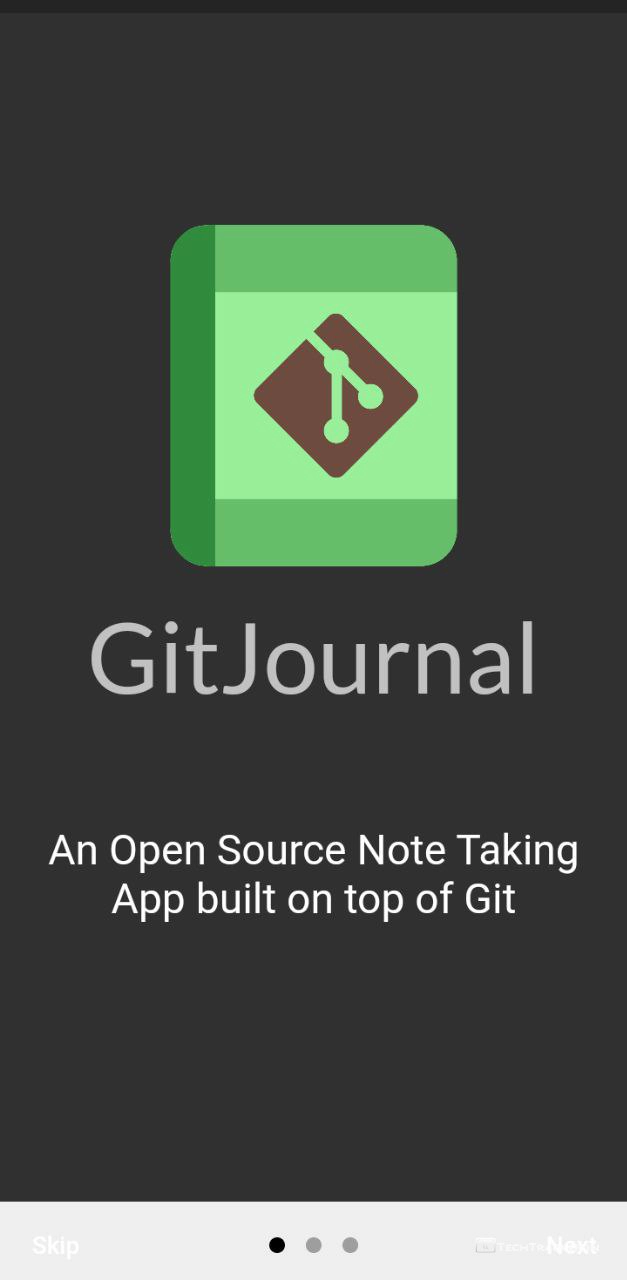 GitJournal
An Open Source Note Taking
App built on top of Git
Skip
Next